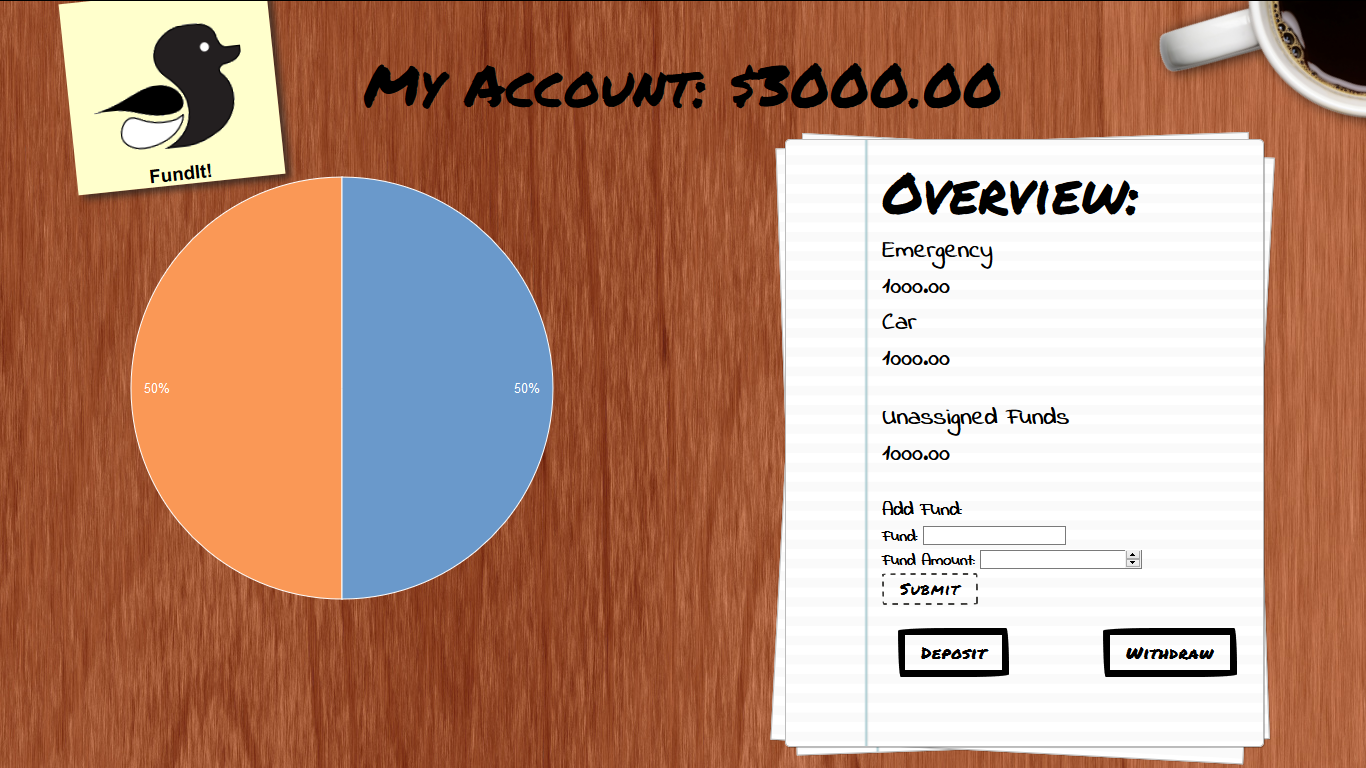 My Account: $3000.00
FundIt!
50%
50%
Overview:
Emergency
1000.00
Car
1000.00
Unassigned Funds
1000.00
Add Fund:
Fund:
Fund Amount:
Submit
Deposit
Withdraw